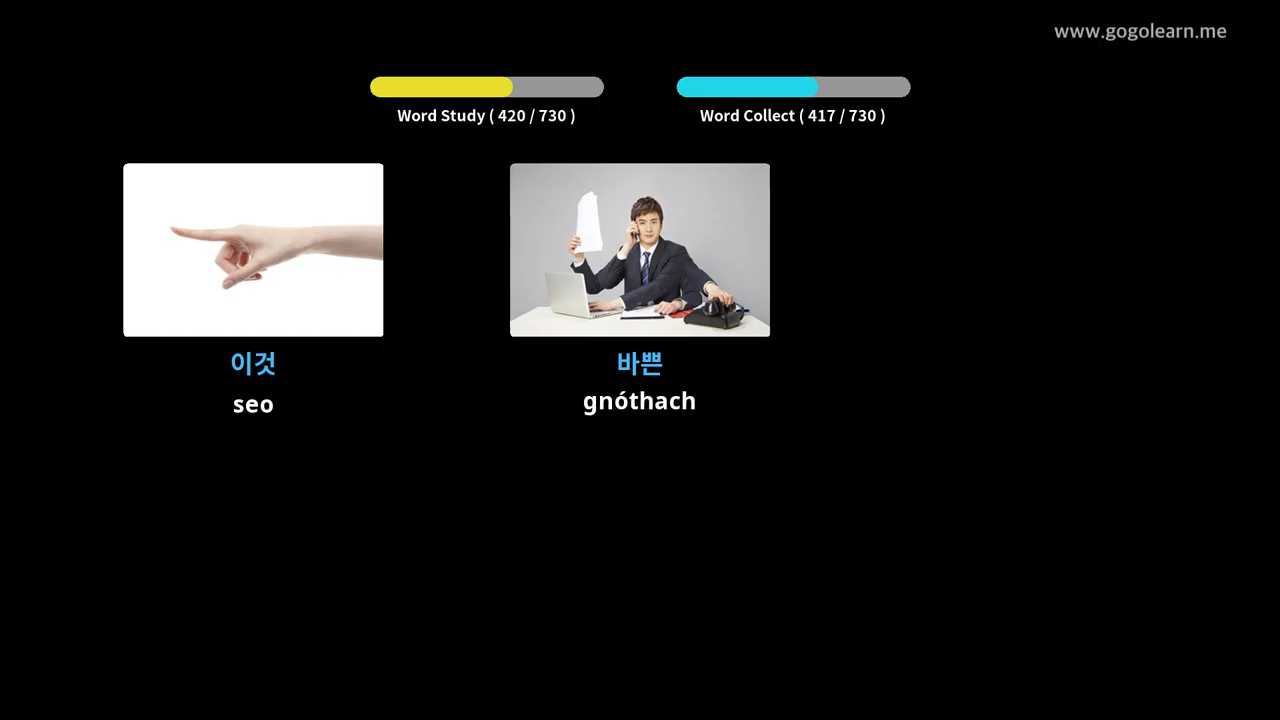 www.gogolearn.me
Word Study ( 420 / 730 )
Word Collect ( 417 / 730 )
이것
seo
바쁜
gnóthach